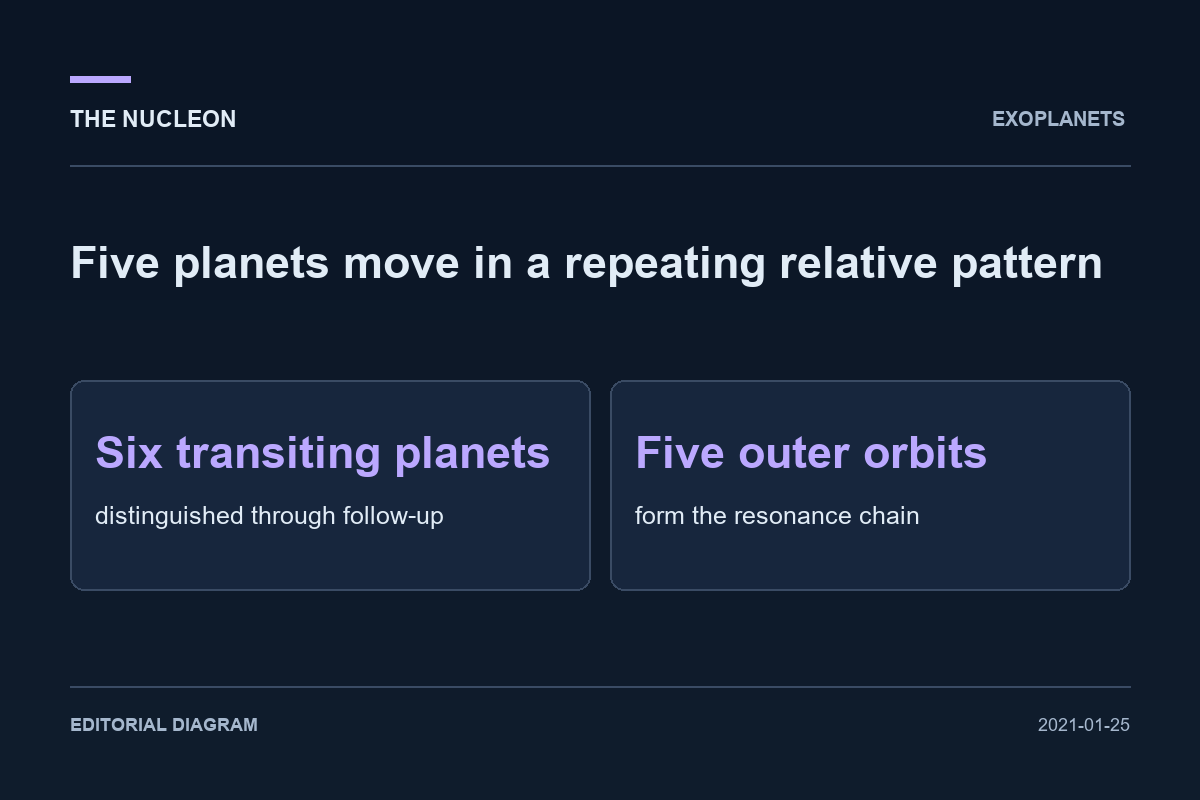 THE NUCLEON
EXOPLANETS
Five planets move in a repeating relative pattern
Six transiting planets
distinguished through follow-up
Five outer orbits
form the resonance chain
EDITORIAL DIAGRAM
2021-01-25